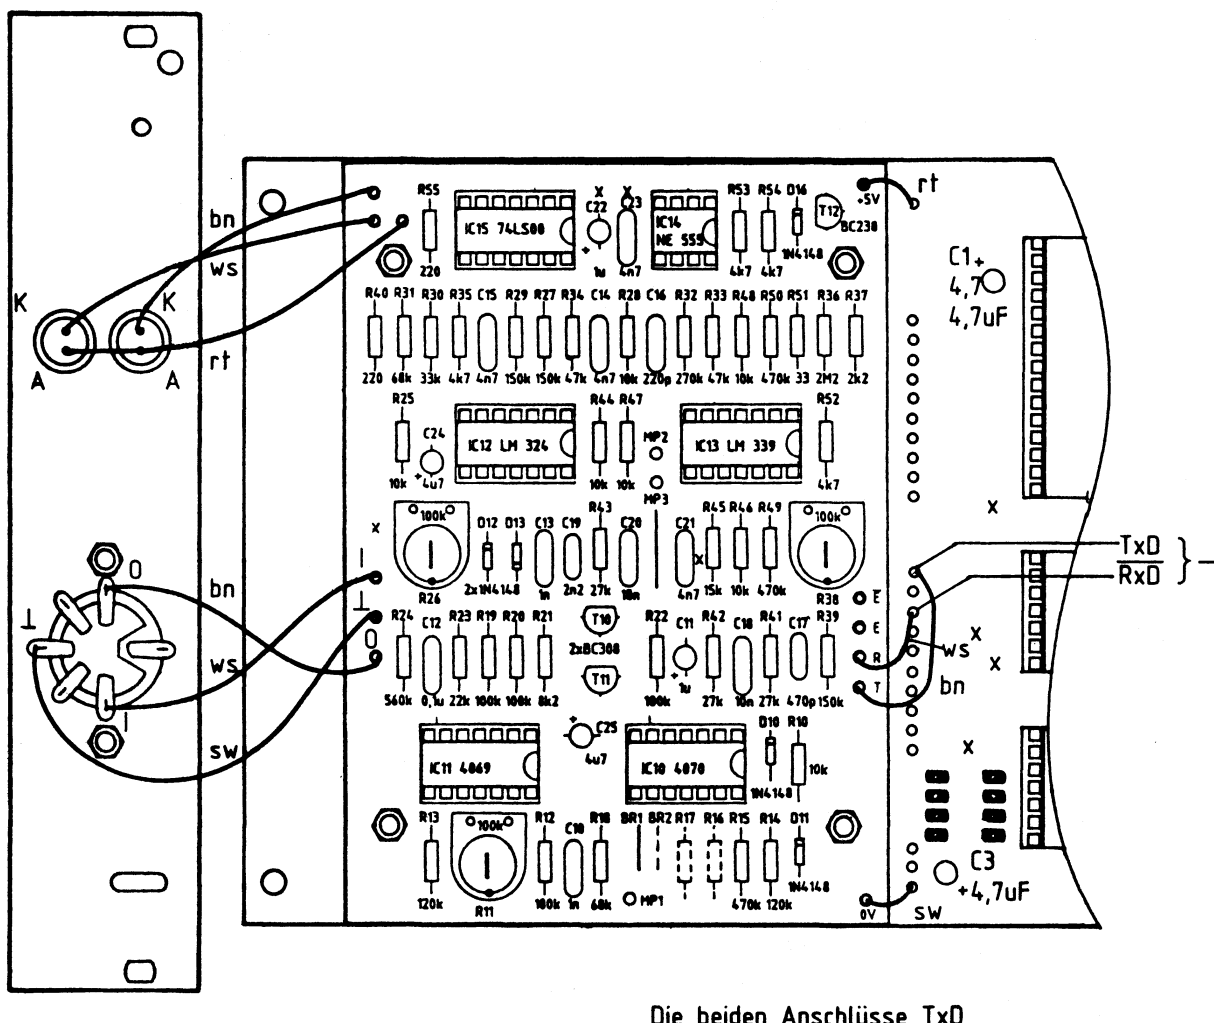 R55 C22 C23 R53 R54 D16
IC15 74LS00 IC14 NE 555 T12 BC238
+5V rt
220 + 1u 4n7 4k7 4k7 1N4148
bn
ws
C1 +
4,7
4,7uF
K K
R40 R31 R30 R35 C15 R29 R27 R34 C14 R28 C16 R32 R33 R48 R50 R51 R36 R37
rt
A A
220 68k 33k 4k7 4n7 150k 150k 47k 4n7 10k 220p 270k 47k 10k 470k 33 2M2 2k2
R25 C24 R44 R47 R52
IC12 LM 324 MP2 IC13 LM 339
10k + 4u7 10k 10k MP3 4k7
100k D12 D13 C13 C19 R43 C20 C21 R45 R46 R49 100k
x
TxD
RxD
O
bn
R26 2x1N4148 1n 2n2 27k 10n 4n7 15k 10k 470k R38
E
E
R
T
⊥
⊥
O
R24 C12 R23 R19 R20 R21 T10 R22 C11 R42 C18 R41 C17 R39
2xBC308
T11
ws
ws
bn
560k 0,1u 22k 100k 100k 8k2 100k + 1u 27k 10n 27k 470p 150k
sw
+ C25 4u7
IC11 4069 IC10 4070
D10 R10
1N4148 10k
R13 100k R12 C10 R18 BR1 BR2 R17 R16 R15 R14 D11
1N4148
120k R11 100k 1n 68k MP1 470k 120k
0V sw
C3
+4,7uF
Die beiden Anschlüsse TxD